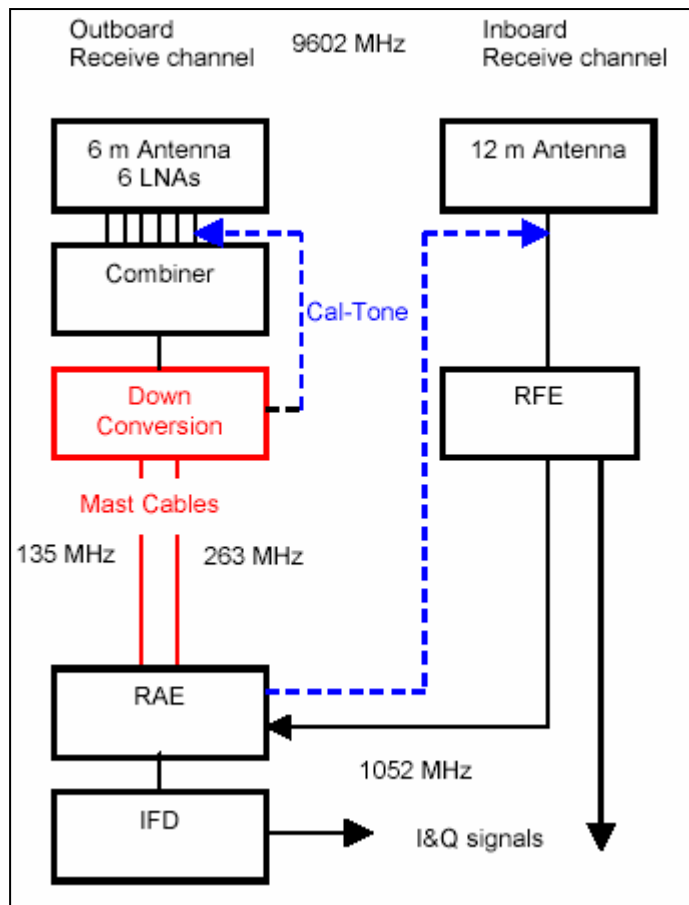 Outboard
Receive channel
9602 MHz
Inboard
Receive channel
6 m Antenna
6 LNAs
12 m Antenna
Combiner
Cal-Tone
Down
Conversion
RFE
Mast Cables
135 MHz
263 MHz
RAE
1052 MHz
IFD
I&Q signals